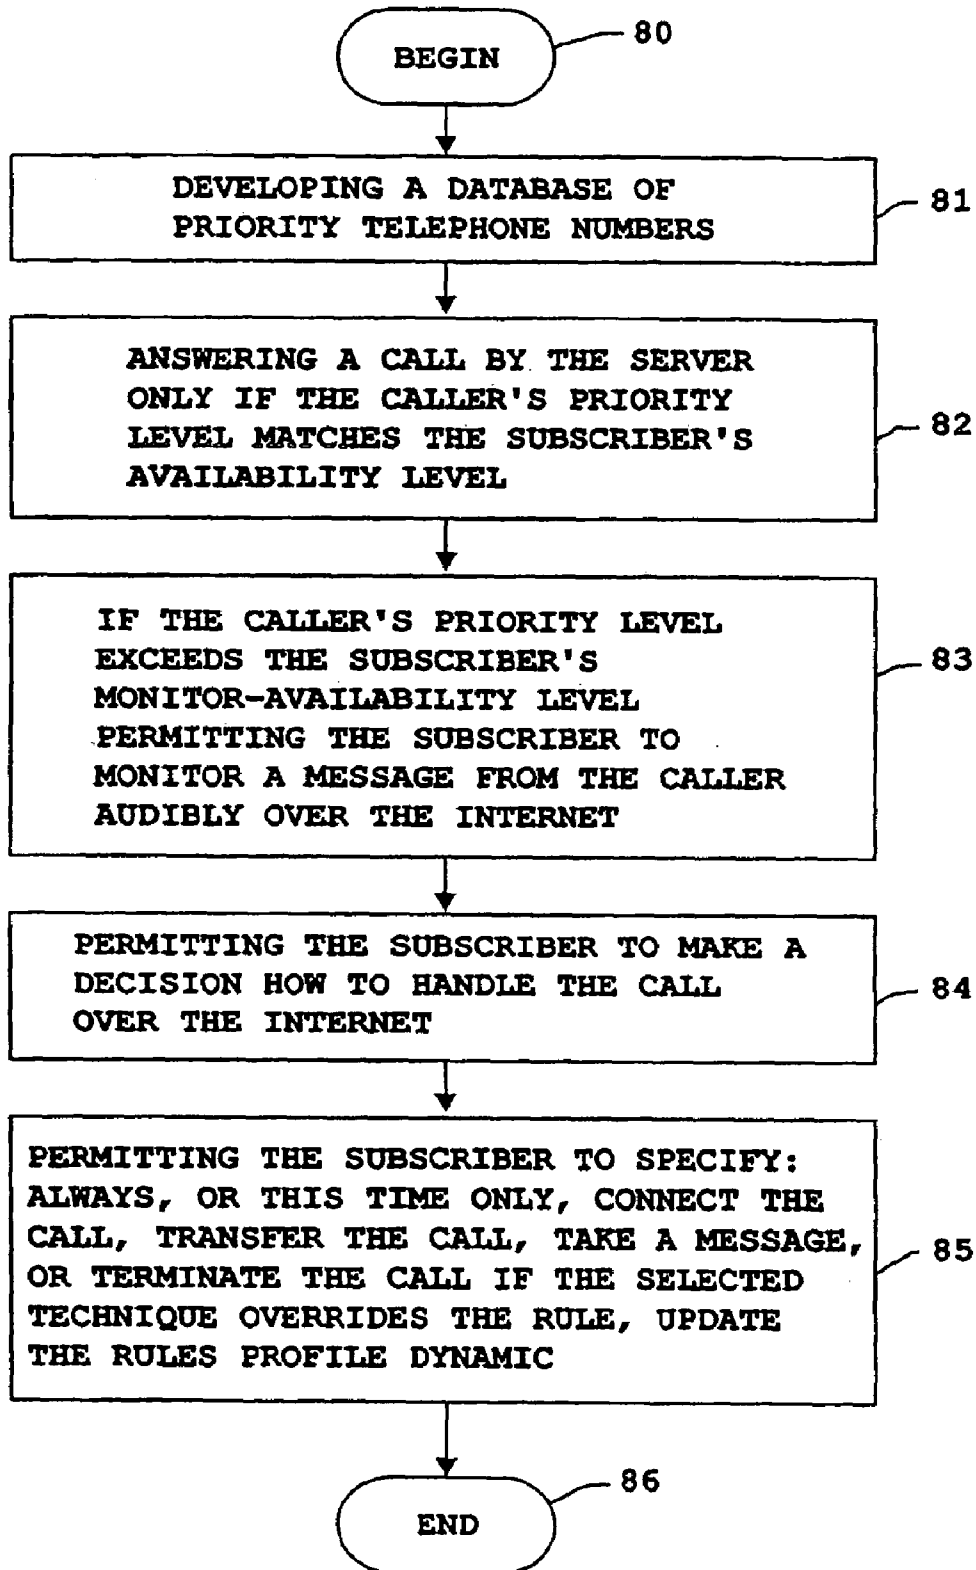 BEGIN
80
DEVELOPING A DATABASE OF
PRIORITY TELEPHONE NUMBERS
81
ANSWERING A CALL BY THE SERVER
ONLY IF THE CALLER'S PRIORITY
LEVEL MATCHES THE SUBSCRIBER'S
AVAILABILITY LEVEL
82
IF THE CALLER'S PRIORITY LEVEL
EXCEEDS THE SUBSCRIBER'S
MONITOR-AVAILABILITY LEVEL
PERMITTING THE SUBSCRIBER TO
MONITOR A MESSAGE FROM THE CALLER
AUDIBLY OVER THE INTERNET
83
PERMITTING THE SUBSCRIBER TO MAKE A
DECISION HOW TO HANDLE THE CALL
OVER THE INTERNET
84
PERMITTING THE SUBSCRIBER TO SPECIFY:
ALWAYS, OR THIS TIME ONLY, CONNECT THE
CALL, TRANSFER THE CALL, TAKE A MESSAGE,
OR TERMINATE THE CALL IF THE SELECTED
TECHNIQUE OVERRIDES THE RULE, UPDATE
THE RULES PROFILE DYNAMIC
85
END
86